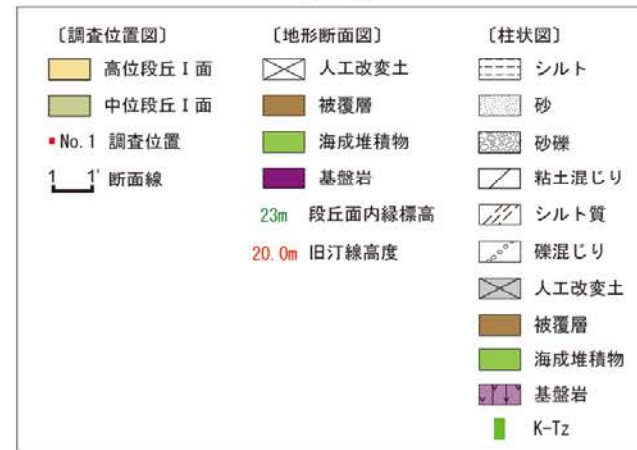 〔調査位置図〕
高位段丘Ⅰ面
中位段丘Ⅰ面
No.1 調査位置
1 1' 断面線
〔地形断面図〕
人工改変土
被覆層
海成堆積物
基盤岩
23m 段丘面内縁標高
20.0m 旧汀線高度
〔柱状図〕
シルト
砂
砂礫
粘土混じり
シルト質
礫混じり
人工改変土
被覆層
海成堆積物
基盤岩
K-Tz